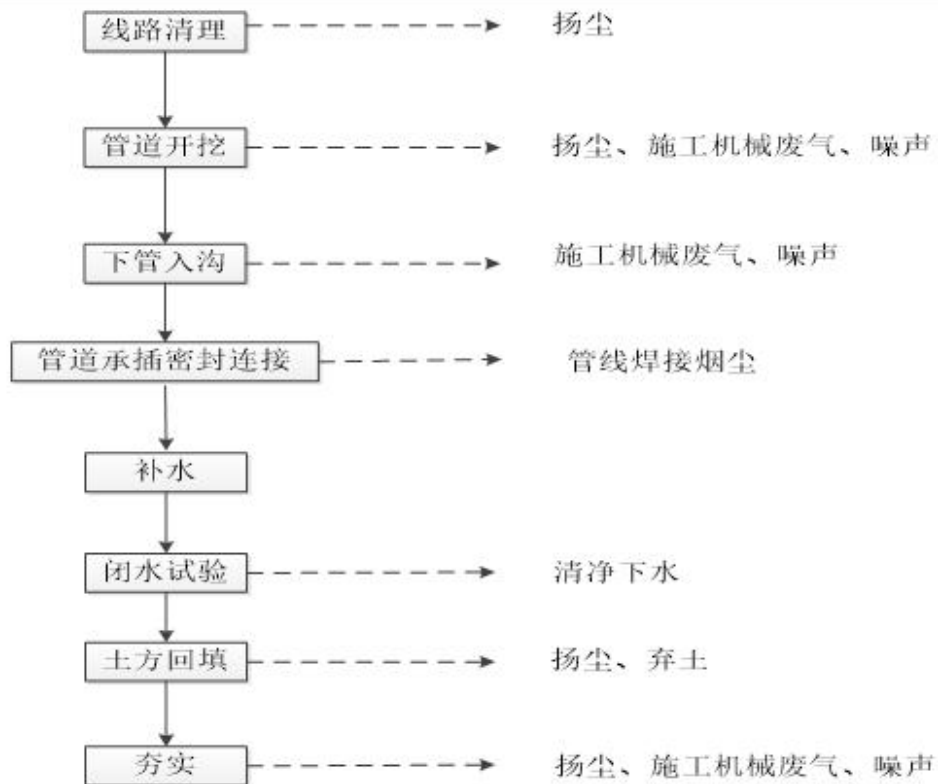 线路清理
扬尘
管道开挖
扬尘、施工机械废气、噪声
下管入沟
施工机械废气、噪声
管道承插密封连接
管线焊接烟尘
补水
闭水试验
清净下水
土方回填
扬尘、弃土
夯实
扬尘、施工机械废气、噪声